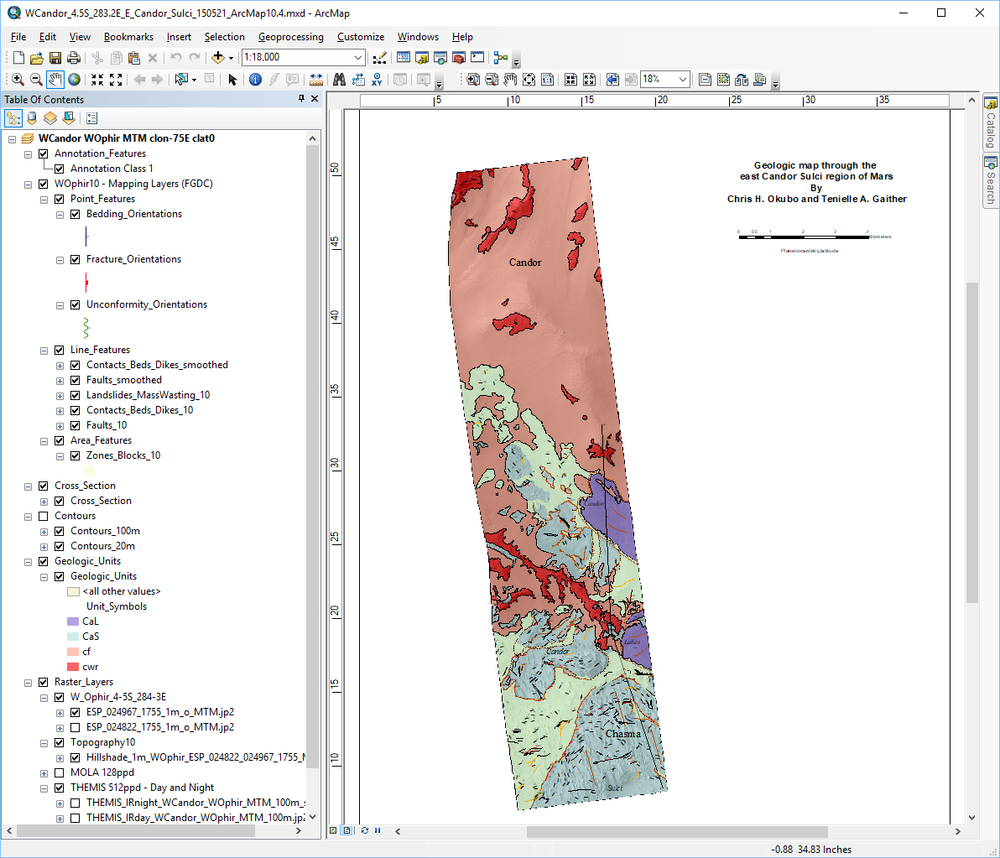 WCandor_4.5S_283.2E_E_Candor_Sulci_150521_ArcMap10.4.mxd - ArcMap
File Edit View Bookmarks Insert Selection Geoprocessing Customize Windows Help
1:18,000
XY
1:1
18%
Table Of Contents
WCandor WOphir MTM clon-75E clat0
Annotation_Features
Annotation Class 1
WOphir10 - Mapping Layers (FGDC)
Point_Features
Bedding_Orientations
Fracture_Orientations
Unconformity_Orientations
Line_Features
Contacts_Beds_Dikes_smoothed
Faults_smoothed
Landslides_MassWasting_10
Contacts_Beds_Dikes_10
Faults_10
Area_Features
Zones_Blocks_10
Cross_Section
Cross_Section
Contours
Contours_100m
Contours_20m
Geologic_Units
Geologic_Units
<all other values>
Unit_Symbols
CaL
CaS
cf
cwr
Raster_Layers
W_Ophir_4-5S_284-3E
ESP_024967_1755_1m_o_MTM.jp2
ESP_024822_1755_1m_o_MTM.jp2
Topography10
Hillshade_1m_WOphir_ESP_024822_024967_1755_M
MOLA 128ppd
THEMIS 512ppd - Day and Night
THEMIS_IRnight_WCandor_WOphir_MTM_100m_s
THEMIS_IRday_WCandor_WOphir_MTM_100m.jp2
5 10 15 20 25 30 35
50
45
40
35
30
25
20
15
10
Geologic map through the
east Candor Sulci region of Mars
By
Chris H. Okubo and Tenielle A. Gaither
0 0.5 1 2 3 4
Kilometers
Planetocentric Latitude
Candor
Candor
Labes
Candor
Chasma
Sulci
Catalog
Search
-0.88 34.83 Inches